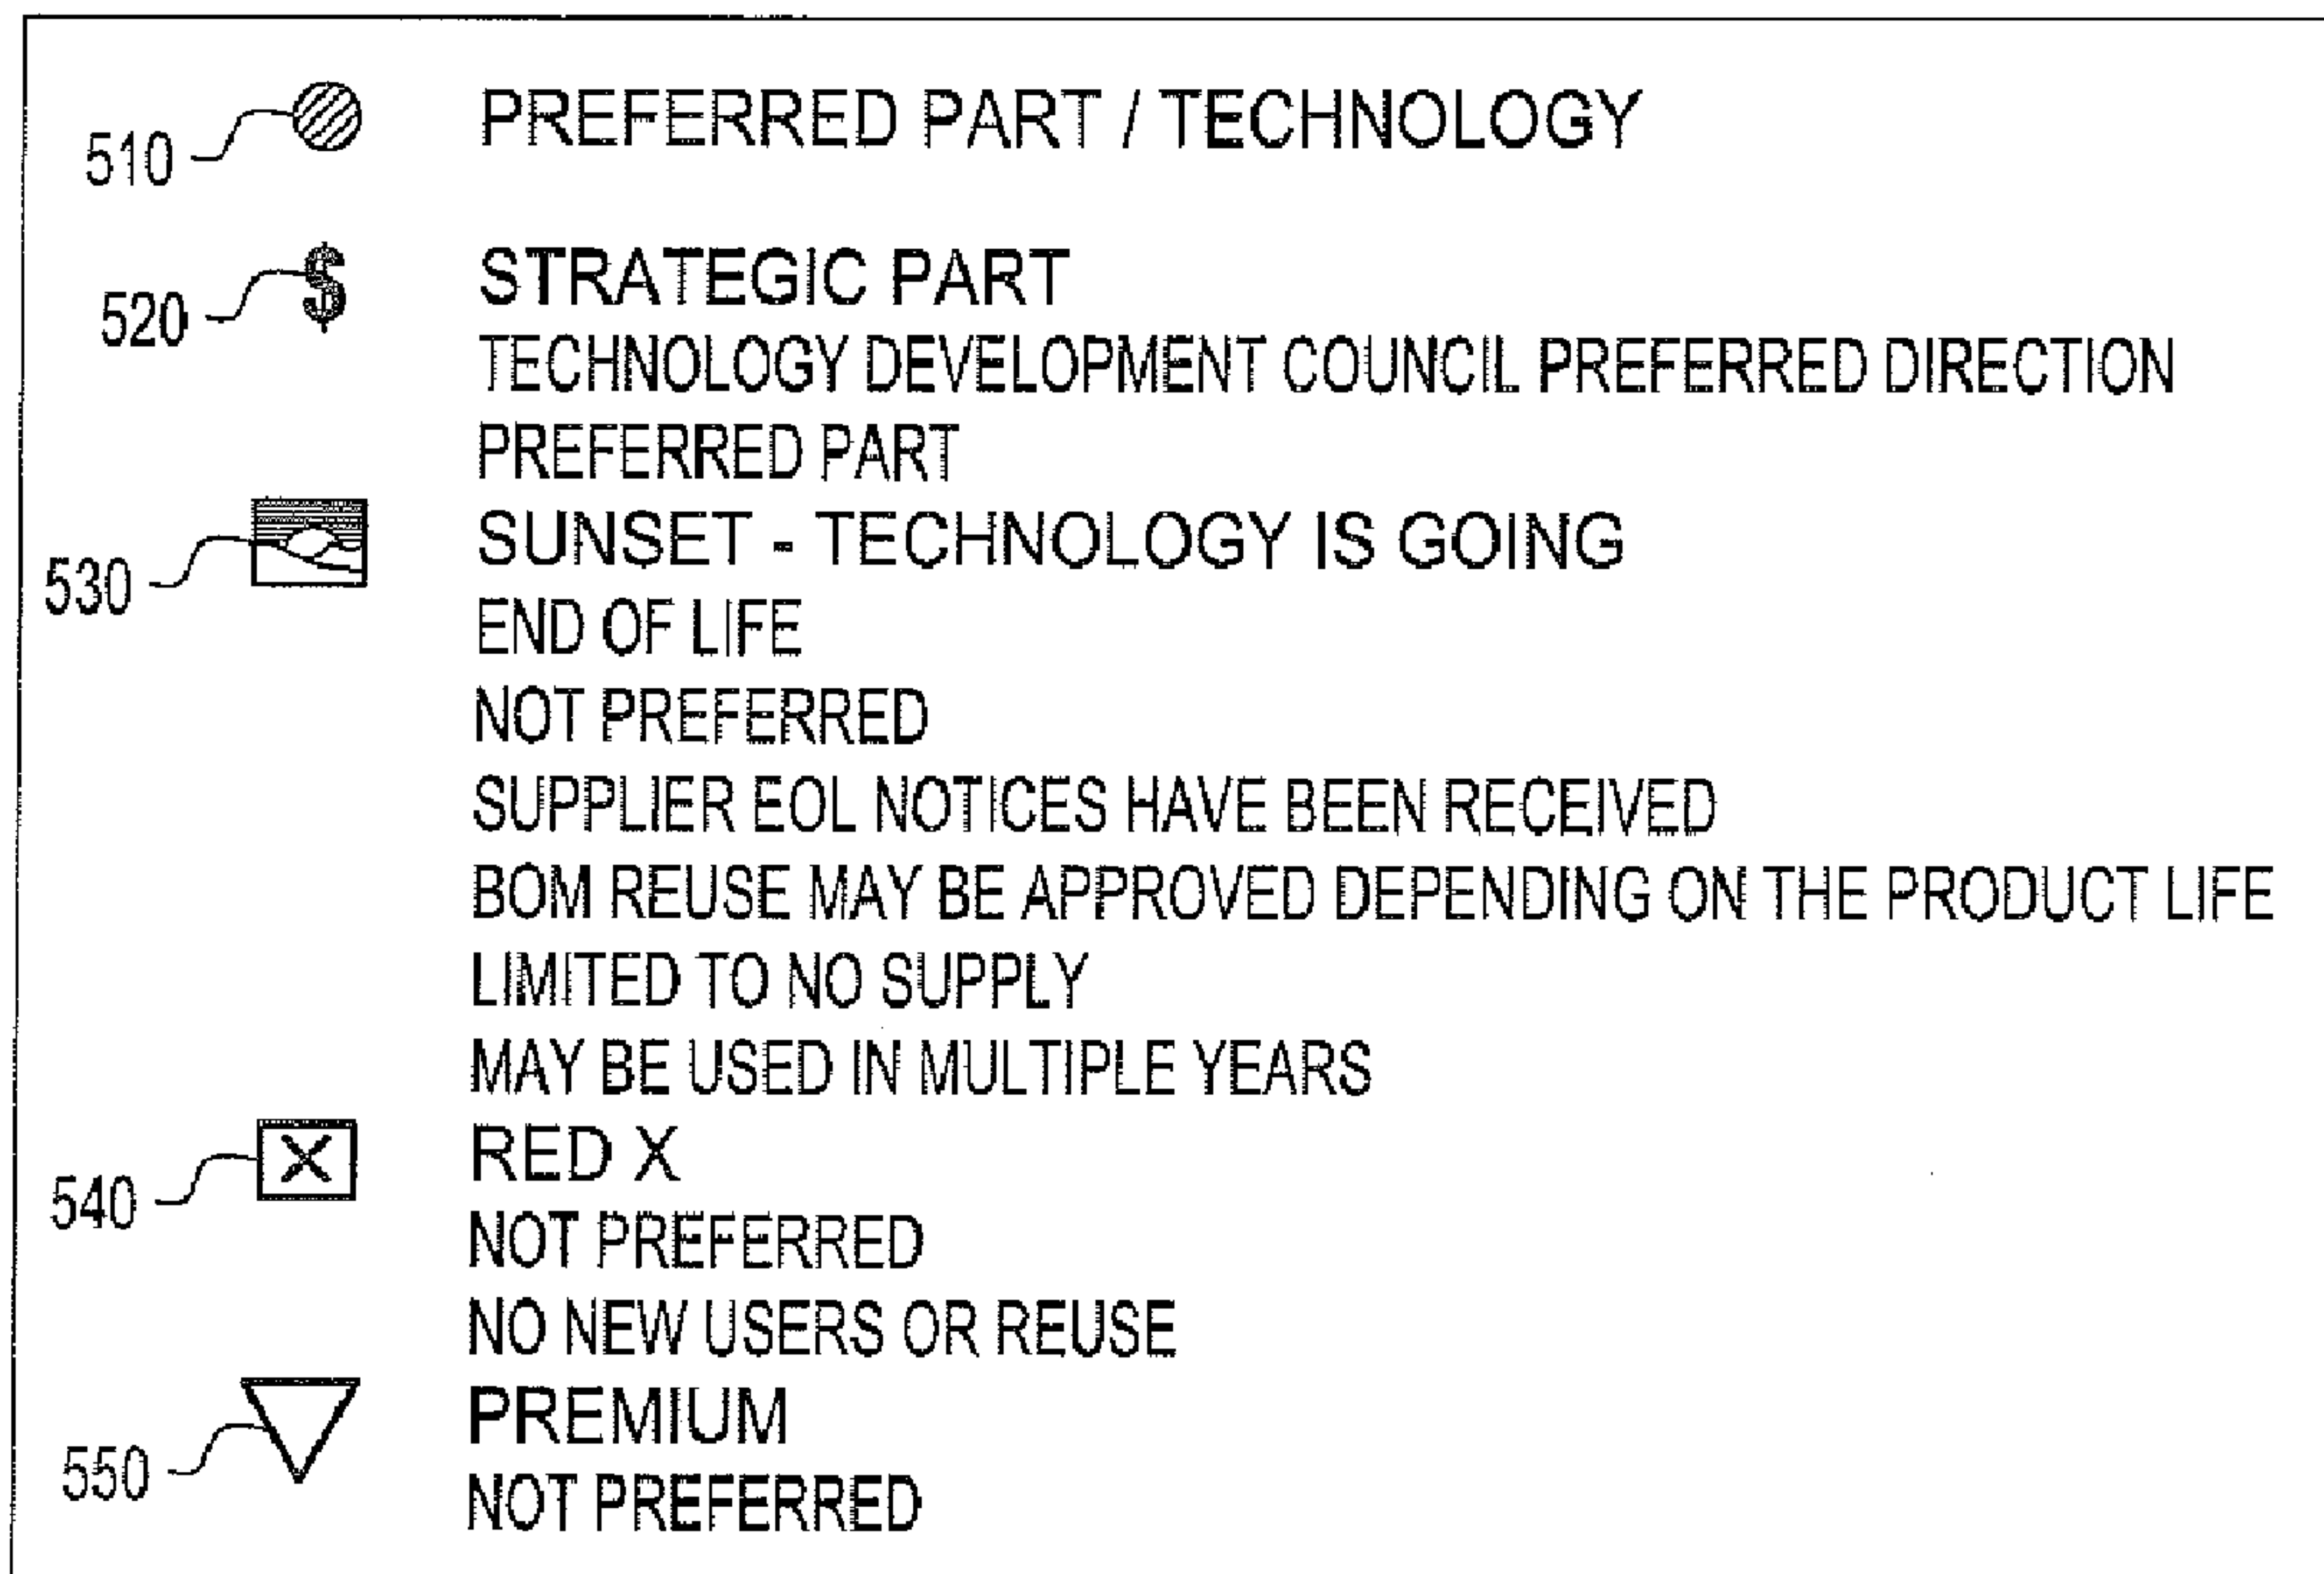 510 PREFERRED PART / TECHNOLOGY
520 $ STRATEGIC PART
TECHNOLOGY DEVELOPMENT COUNCIL PREFERRED DIRECTION
PREFERRED PART
530 SUNSET - TECHNOLOGY IS GOING
END OF LIFE
NOT PREFERRED
SUPPLIER EOL NOTICES HAVE BEEN RECEIVED
BOM REUSE MAY BE APPROVED DEPENDING ON THE PRODUCT LIFE
LIMITED TO NO SUPPLY
MAY BE USED IN MULTIPLE YEARS
540 X RED X
NOT PREFERRED
NO NEW USERS OR REUSE
550 PREMIUM
NOT PREFERRED